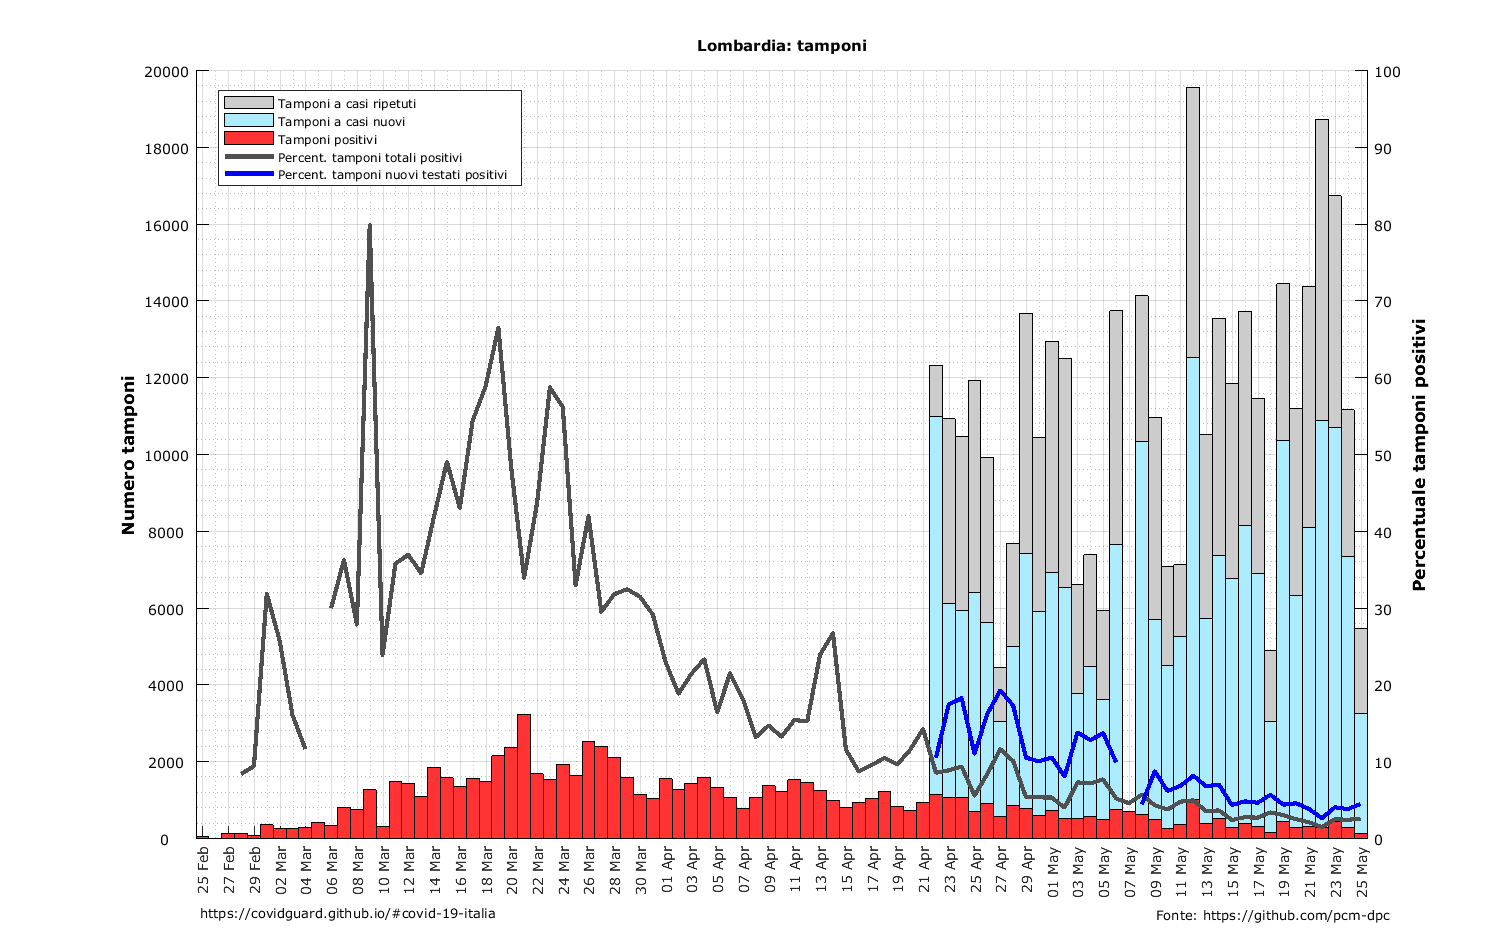 Lombardia: tamponi
Tamponi a casi ripetuti
Tamponi a casi nuovi
Tamponi positivi
Percent. tamponi totali positivi
Percent. tamponi nuovi testati positivi
Numero tamponi
20000
18000
16000
14000
12000
10000
8000
6000
4000
2000
0
100
90
80
70
60
50
40
30
20
10
0
Percentuale tamponi positivi
25 Feb
27 Feb
29 Feb
02 Mar
04 Mar
06 Mar
08 Mar
10 Mar
12 Mar
14 Mar
16 Mar
18 Mar
20 Mar
22 Mar
24 Mar
26 Mar
28 Mar
30 Mar
01 Apr
03 Apr
05 Apr
07 Apr
09 Apr
11 Apr
13 Apr
15 Apr
17 Apr
19 Apr
21 Apr
23 Apr
25 Apr
27 Apr
29 Apr
01 May
03 May
05 May
07 May
09 May
11 May
13 May
15 May
17 May
19 May
21 May
23 May
25 May
https://covidguard.github.io/#covid-19-italia
Fonte: https://github.com/pcm-dpc